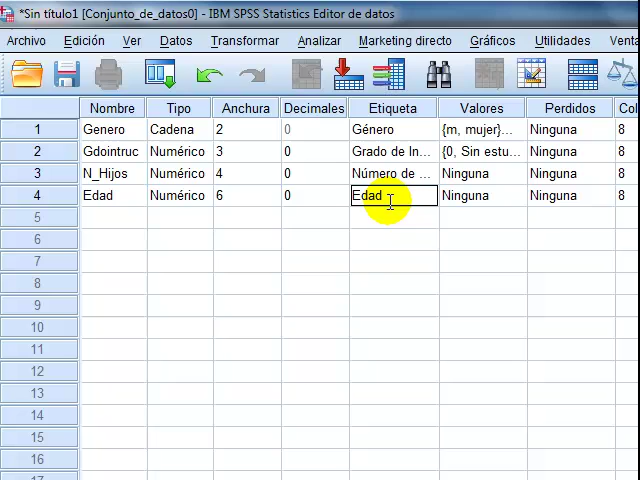 *Sin título1 [Conjunto_de_datos0] - IBM SPSS Statistics Editor de datos
Archivo Edición Ver Datos Transformar Analizar Marketing directo Gráficos Utilidades Venta
Nombre Tipo Anchura Decimales Etiqueta Valores Perdidos Col
1 Genero Cadena 2 0 Género {m, mujer}... Ninguna 8
2 Gdointruc Numérico 3 0 Grado de In... {0, Sin estu... Ninguna 8
3 N_Hijos Numérico 4 0 Número de ... Ninguna Ninguna 8
4 Edad Numérico 6 0 Edad Ninguna Ninguna 8
5
6
7
8
9
10
11
12
13
14
15
16
17